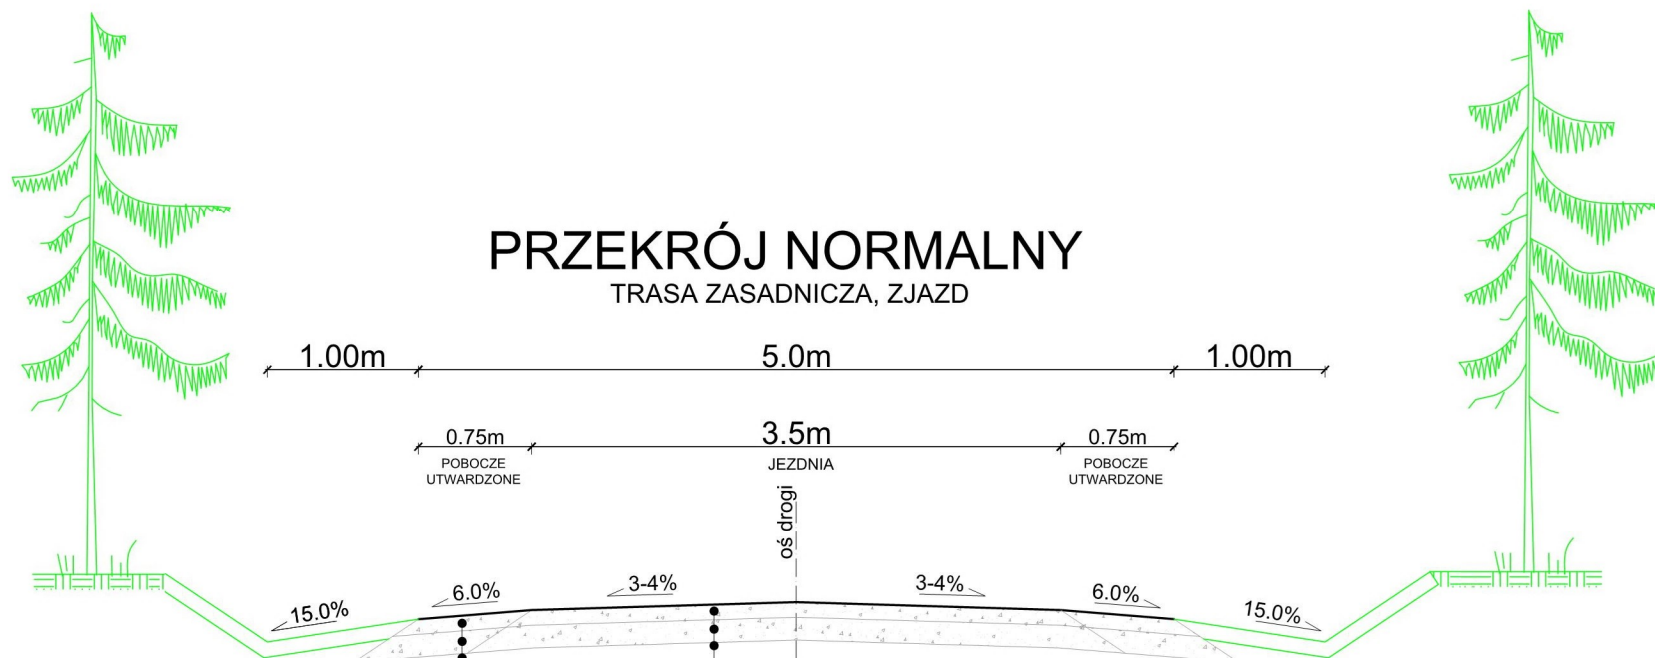 PRZEKRÓJ NORMALNY
TRASA ZASADNICZA, ZJAZD
1.00m 5.0m 1.00m
0.75m 3.5m 0.75m
POBOCZE UTWARDZONE JEZDNIA POBOCZE UTWARDZONE
oś drogi
15.0% 6.0% 3-4% 3-4% 6.0% 15.0%